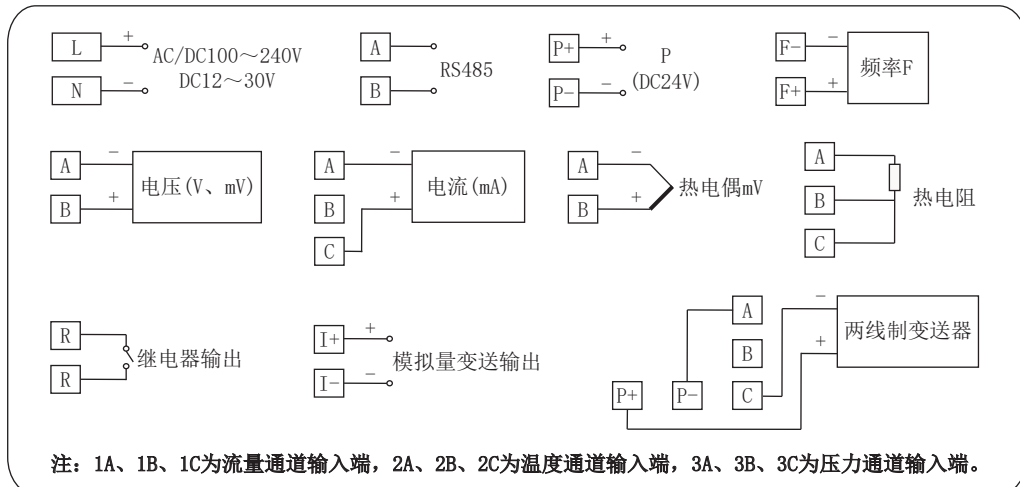 L + AC/DC100～240V
N - DC12～30V
A
B
RS485
P+ +
P- -
P
(DC24V)
F- -
F+ +
频率F
A -
B +
电压(V、mV)
A -
B +
C
电流(mA)
A -
B +
热电偶mV
A
B
C
热电阻
R
R
继电器输出
I+ +
I- -
模拟量变送输出
A
B
C
P+
P-
-
+
两线制变送器
注：1A、1B、1C为流量通道输入端，2A、2B、2C为温度通道输入端，3A、3B、3C为压力通道输入端。